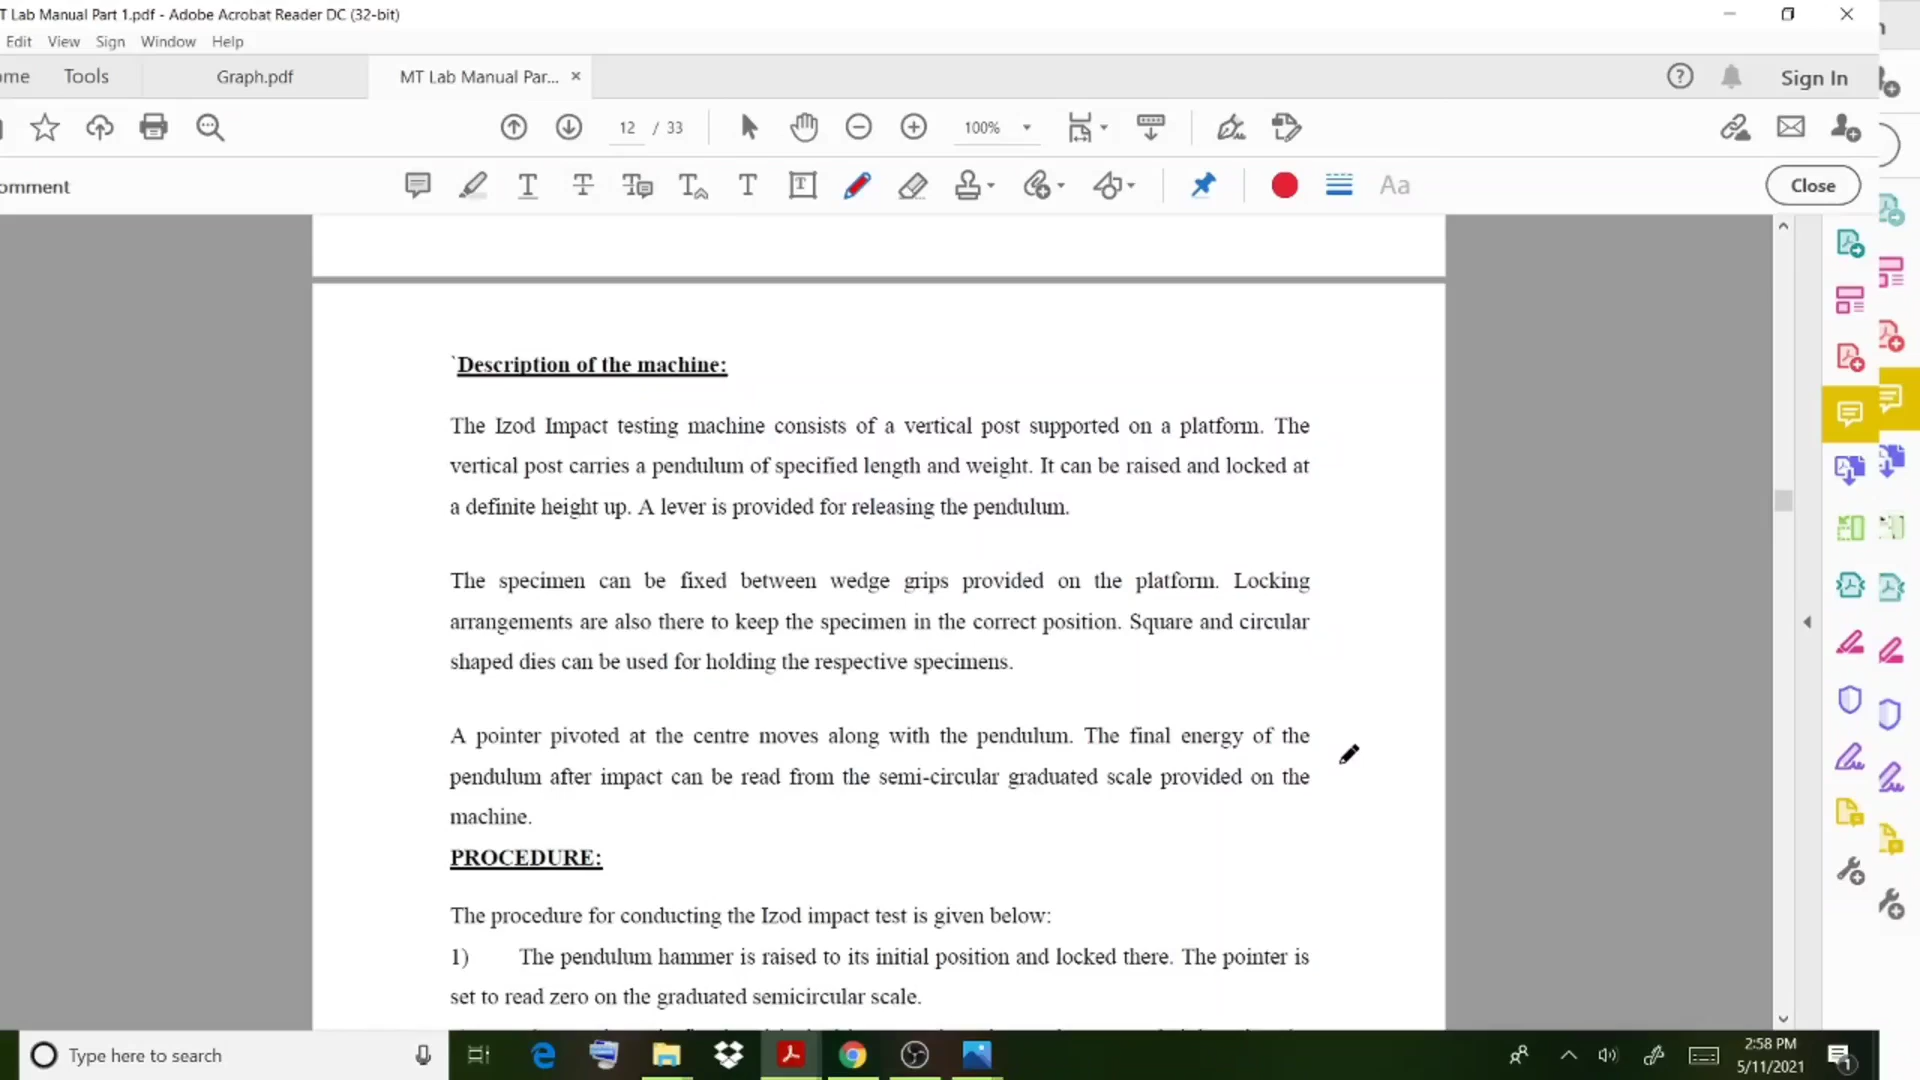 T Lab Manual Part 1.pdf - Adobe Acrobat Reader DC (32-bit)
Edit View Sign Window Help
ome Tools Graph.pdf MT Lab Manual Par... × Sign In
12 / 33 100%
omment Aa Close
`Description of the machine:
The Izod Impact testing machine consists of a vertical post supported on a platform. The
vertical post carries a pendulum of specified length and weight. It can be raised and locked at
a definite height up. A lever is provided for releasing the pendulum.
The specimen can be fixed between wedge grips provided on the platform. Locking
arrangements are also there to keep the specimen in the correct position. Square and circular
shaped dies can be used for holding the respective specimens.
A pointer pivoted at the centre moves along with the pendulum. The final energy of the
pendulum after impact can be read from the semi-circular graduated scale provided on the
machine.
PROCEDURE:
The procedure for conducting the Izod impact test is given below:
1) The pendulum hammer is raised to its initial position and locked there. The pointer is
set to read zero on the graduated semicircular scale.
Type here to search
2:58 PM
5/11/2021
1